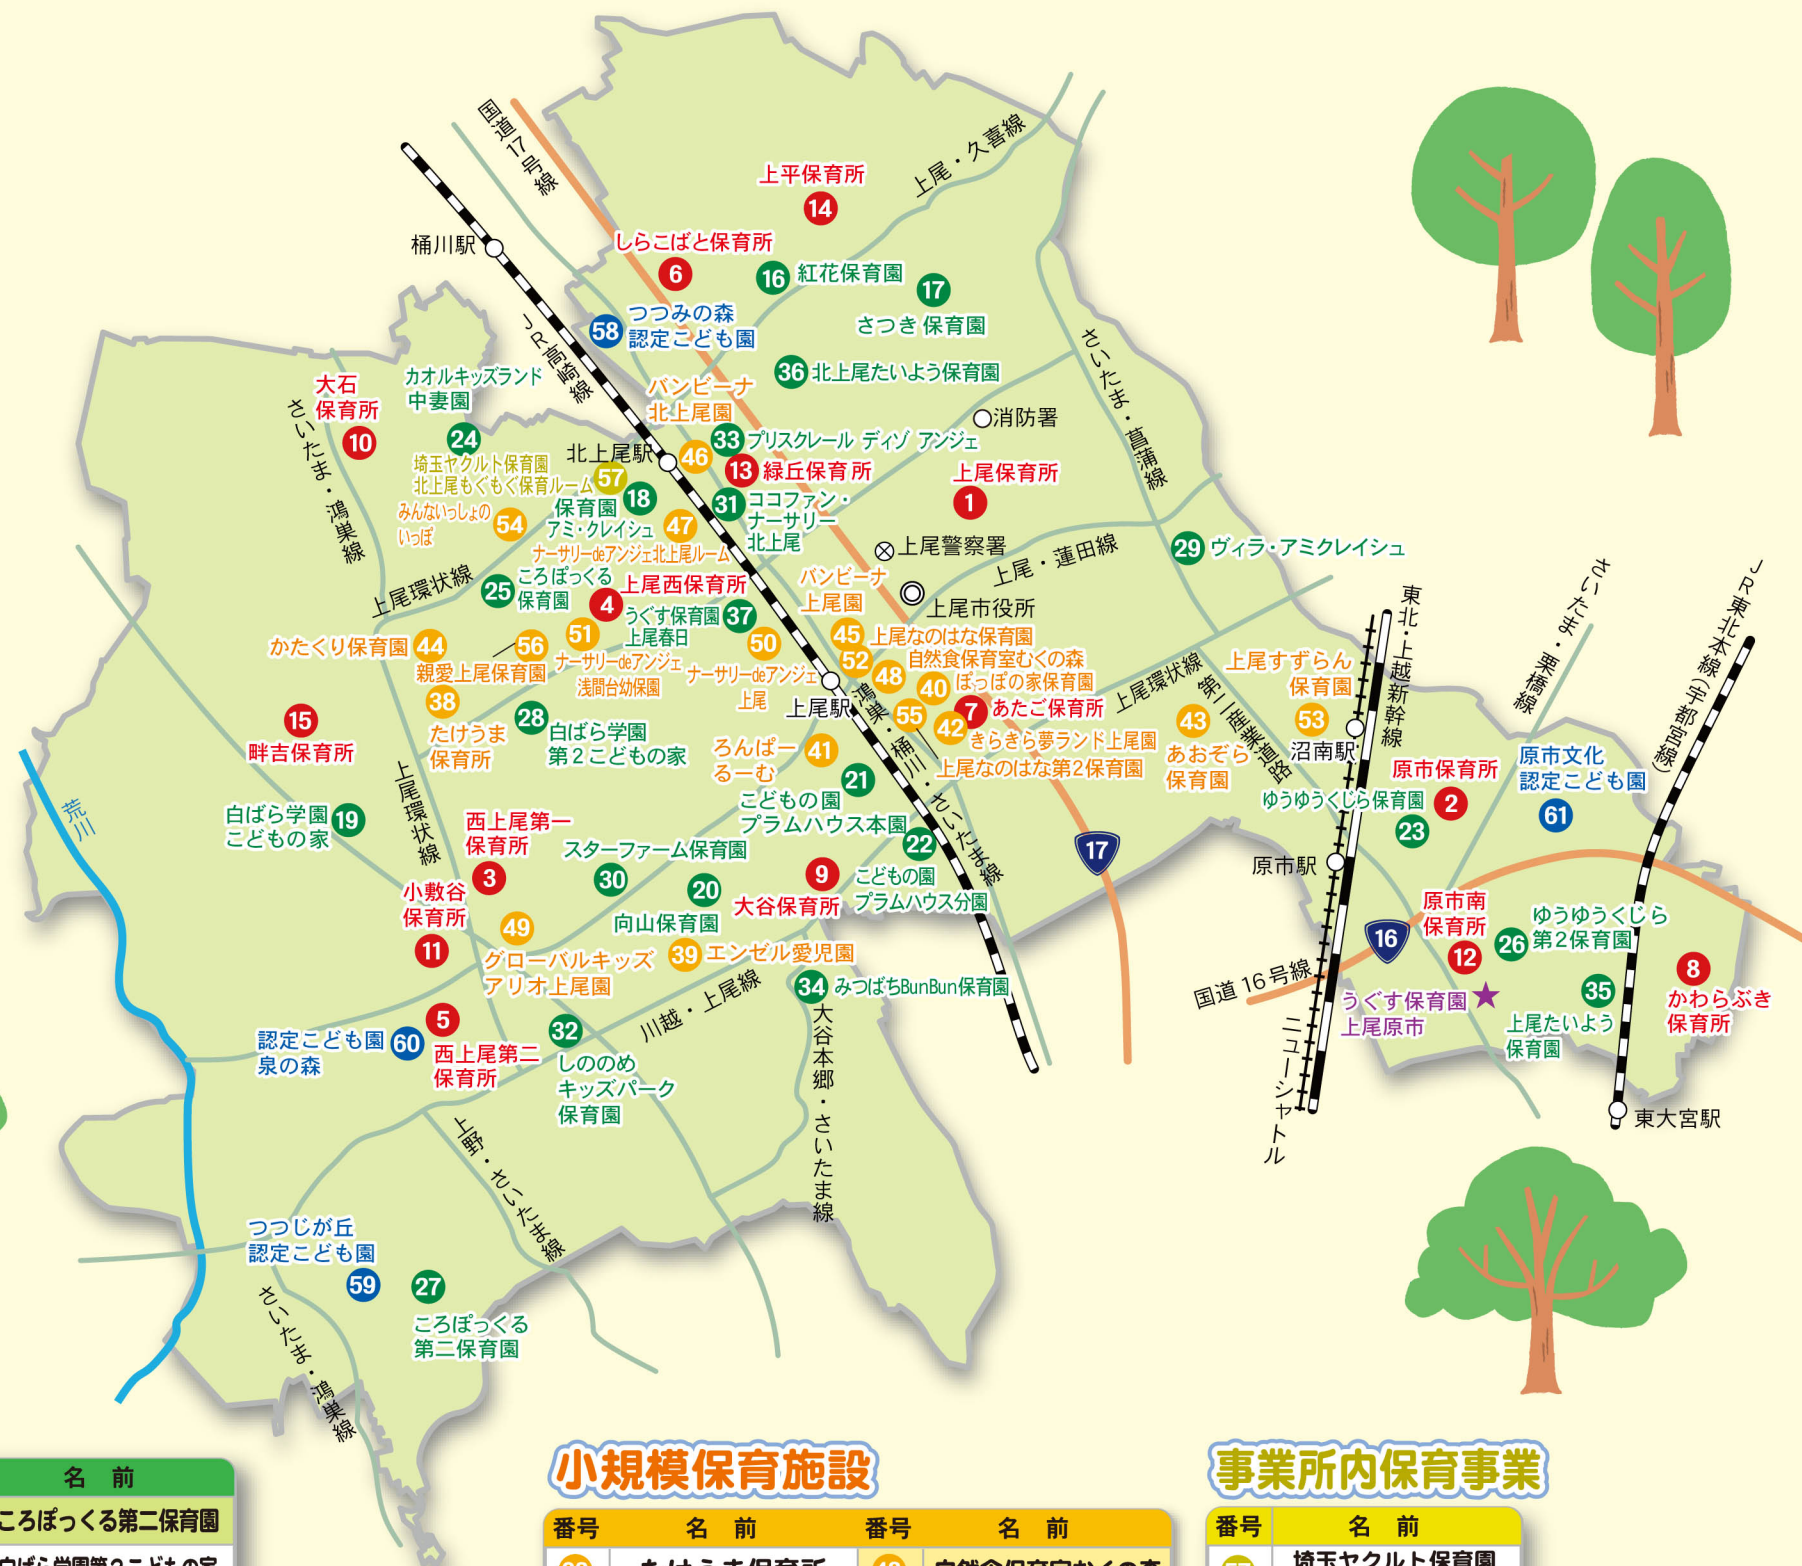 国道17号線
上尾・久喜線
上平保育所
14
桶川駅
しらこばと保育所
6
16 紅花保育園
17
さつき保育園
58 つつみの森
認定こども園
JR高崎線
さいたま・菖蒲線
36 北上尾たいよう保育園
大石
保育所
10
カオルキッズランド
中妻園
24
さいたま・鴻巣線
バンビーナ
北上尾園
46
消防署
33 プリスクレール ディゾ アンジェ
北上尾駅
13 緑丘保育所
上尾保育所
1
埼玉ヤクルト保育園
北上尾もぐもぐ保育ルーム
57
みんないっしょの
いっぽ
54
保育園
アミ・クレイシュ
18
47
ナーサリーdeアンジェ北上尾ルーム
31 ココファン・
ナーサリー
北上尾
上尾警察署
上尾・蓮田線
29 ヴィラ・アミクレイシュ
上尾環状線
25 ころぽっくる
保育園
上尾西保育所
4
うぐす保育園
上尾春日
37
バンビーナ
上尾園
45
上尾市役所
かたくり保育園 44
56
親愛上尾保育園
51
ナーサリーdeアンジェ
浅間台幼保園
50
ナーサリーdeアンジェ
上尾
上尾なのはな保育園
52
自然食保育室むくの森
48
40 ぽっぽの家保育園
上尾駅
7 あたご保育所
55
42 きらきら夢ランド上尾園
上尾なのはな第2保育園
鴻巣・桶川・さいたま線
上尾環状線
第二産業道路
43
あおぞら
保育園
上尾すずらん
保育園
53
沼南駅
東北・上越新幹線
さいたま・栗橋線
JR東北本線(宇都宮線)
38
たけうま
保育所
28 白ばら学園
第2こどもの家
15
畔吉保育所
ろんぱー
るーむ
41
21
こどもの園
プラムハウス本園
22
こどもの園
プラムハウス分園
原市保育所
2
ゆうゆうくじら保育園
23
原市文化
認定こども園
61
荒川
白ばら学園
こどもの家
19
上尾環状線
西上尾第一
保育所
3
スターファーム保育園
30
20
向山保育園
9
大谷保育所
17
原市駅
小敷谷
保育所
11
49
グローバルキッズ
アリオ上尾園
39 エンゼル愛児園
34 みつばちBunBun保育園
16
国道16号線
原市南
保育所
12
ゆうゆうくじら
第2保育園
26
うぐす保育園
上尾原市
35
上尾たいよう
保育園
8
かわらぶき
保育所
ニューシャトル
東大宮駅
認定こども園
泉の森
60
5
西上尾第二
保育所
32
しののめ
キッズパーク
保育園
川越・上尾線
大谷本郷・さいたま線
上野・さいたま線
つつじが丘
認定こども園
59
27
ころぽっくる
第二保育園
さいたま・鴻巣線
名 前
ころぽっくる第二保育園
白ばら学園第2こどもの家
小規模保育施設
番号 名 前 番号 名 前
38 たけうま保育所 48 自然食保育室むくの森
事業所内保育事業
番号 名 前
57 埼玉ヤクルト保育園